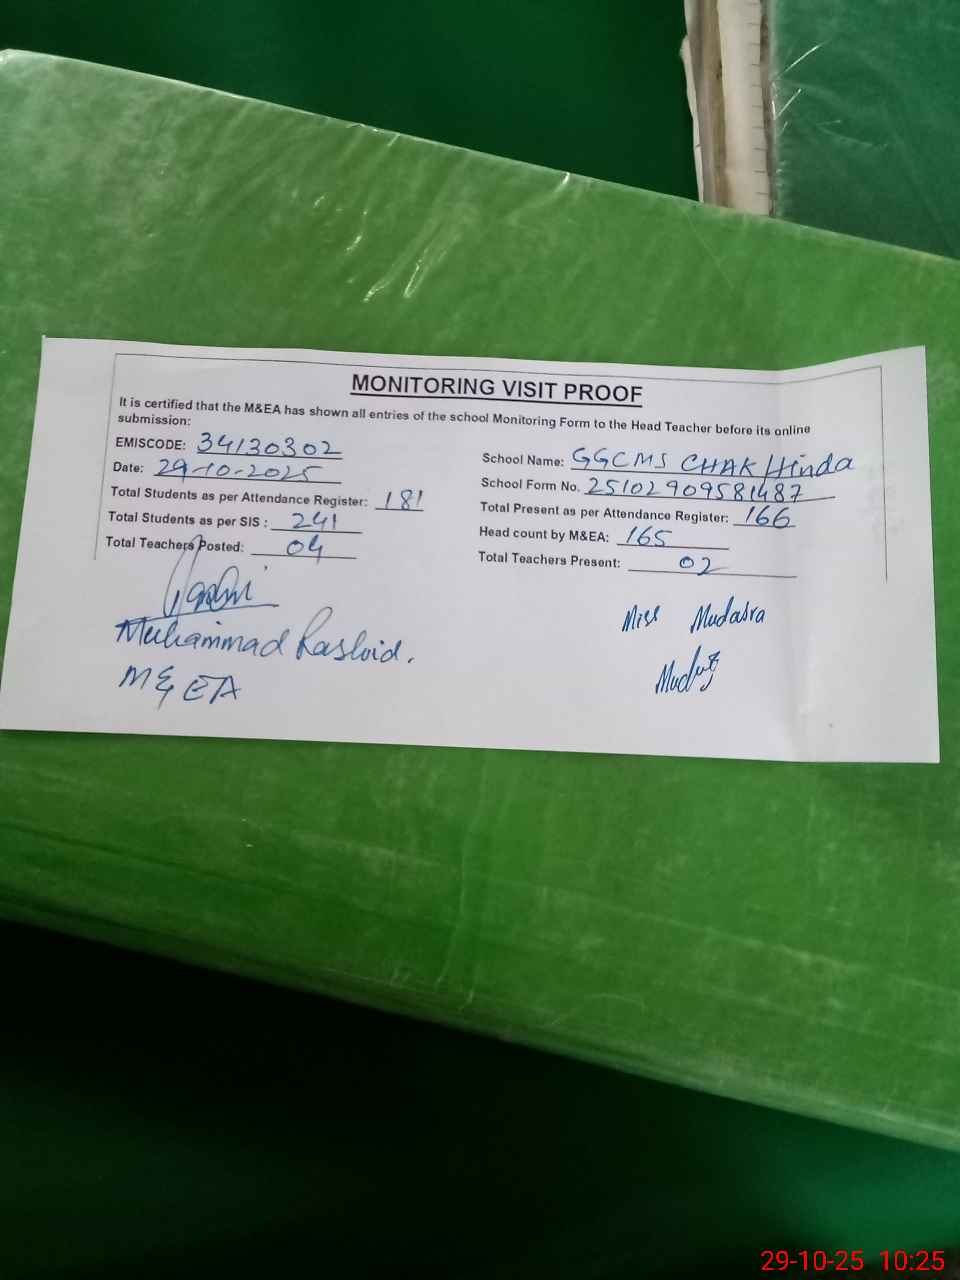 MONITORING VISIT PROOF
It is certified that the M&EA has shown all entries of the school Monitoring Form to the Head Teacher before its online
submission:
EMISCODE: 34130302
School Name: GGCMS CHAK Hinda
Date: 29-10-2025
School Form No. 25102909581487
Total Students as per Attendance Register: 181
Total Present as per Attendance Register: 166
Total Students as per SIS : 241
Head count by M&EA: 165
Total Teachers Posted: 04
Total Teachers Present: 02
Muhammad Rashid.
M&EA
Miss Mudasra
29-10-25 10:25